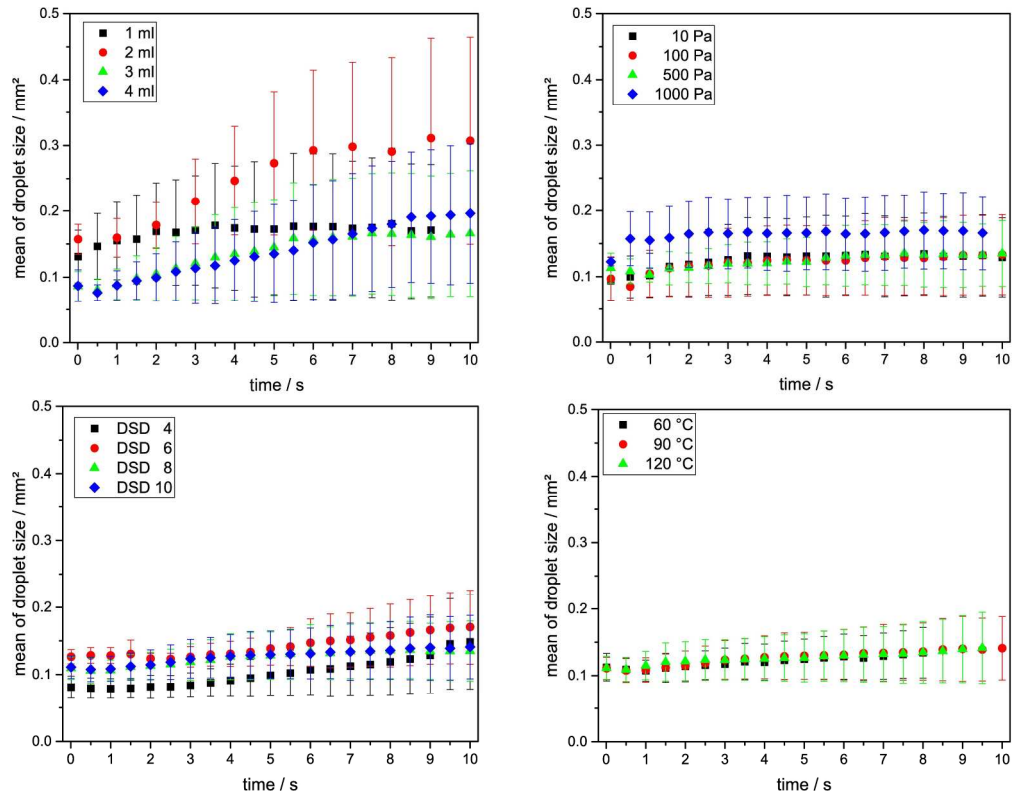 mean of droplet size / mm²
0.5
0.4
0.3
0.2
0.1
0.0
1 ml
2 ml
3 ml
4 ml
0 1 2 3 4 5 6 7 8 9 10
time / s
mean of droplet size / mm²
0.5
0.4
0.3
0.2
0.1
0.0
10 Pa
100 Pa
500 Pa
1000 Pa
0 1 2 3 4 5 6 7 8 9 10
time / s
mean of droplet size / mm²
0.5
0.4
0.3
0.2
0.1
0.0
DSD 4
DSD 6
DSD 8
DSD 10
0 1 2 3 4 5 6 7 8 9 10
time / s
mean of droplet size / mm²
0.5
0.4
0.3
0.2
0.1
0.0
60 °C
90 °C
120 °C
0 1 2 3 4 5 6 7 8 9 10
time / s